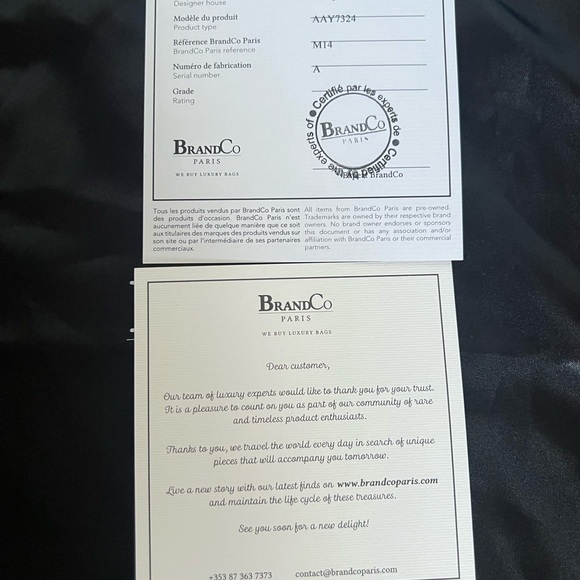 Designer house
Modèle du produit
Product type
AAY7324
Référence BrandCo Paris
BrandCo Paris reference
M14
Numéro de fabrication
Serial number
A
Grade
Rating
Certifié par les experts de
Certified by the experts of
BRANDCO
PARIS
BRANDCO
PARIS
WE BUY LUXURY BAGS
BrandCo
Tous les produits vendus par BrandCo Paris sont
des produits d'occasion. BrandCo Paris n'est
aucunement liée de quelque manière que ce soit
aux titulaires des marques des produits vendus sur
son site ou par l'intermédiaire de ses partenaires
commerciaux.
All items from BrandCo Paris are pre-owned.
Trademarks are owned by their respective brand
owners. No brand owner endorses or sponsors
this document or has any association and/or
affiliation with BrandCo Paris or their commercial
partners.
BRANDCO
PARIS
WE BUY LUXURY BAGS
Dear customer,
Our team of luxury experts would like to thank you for your trust.
It is a pleasure to count on you as part of our community of rare
and timeless product enthusiasts.
Thanks to you, we travel the world every day in search of unique
pieces that will accompany you tomorrow.
Live a new story with our latest finds on www.brandcoparis.com
and maintain the life cycle of these treasures.
See you soon for a new delight!
+353 87 363 7373 contact@brandcoparis.com